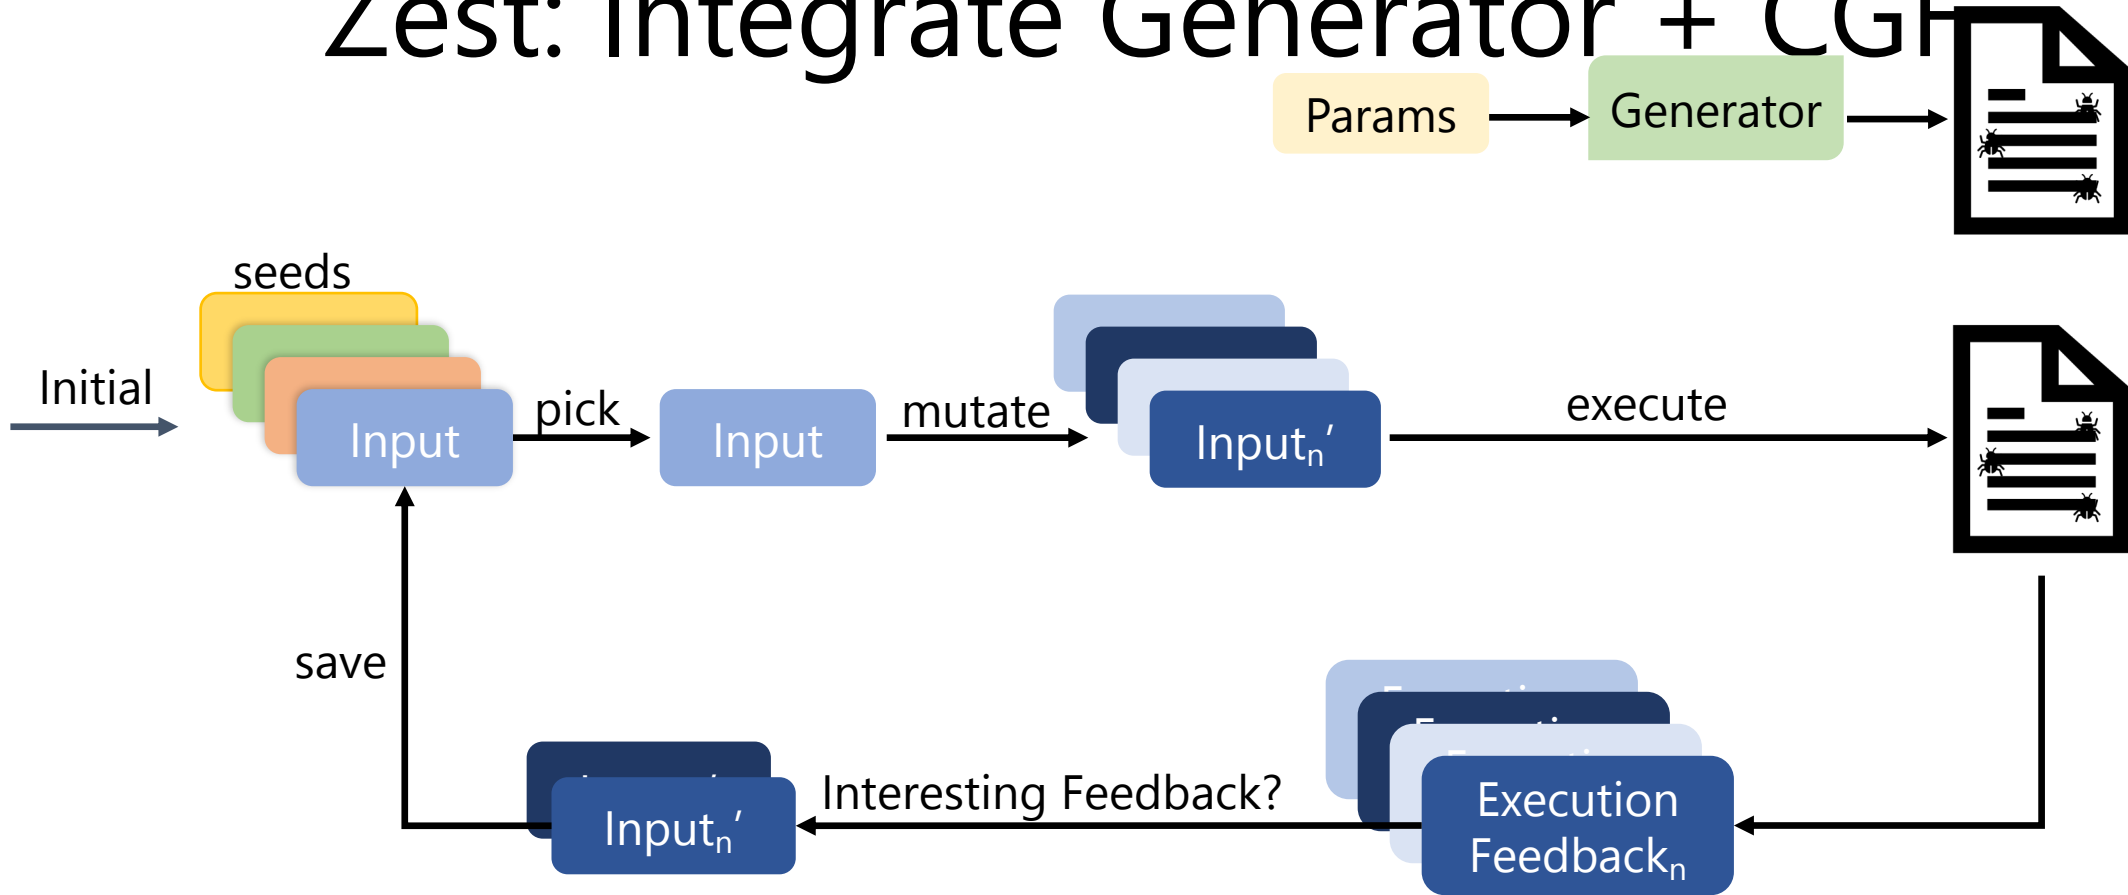 Zest: Integrate Generator + CGF
Params
Generator
seeds
Initial
Input
pick
Input
mutate
Inputₙ′
execute
save
Interesting Feedback?
Inputₙ′
Execution
Feedbackₙ